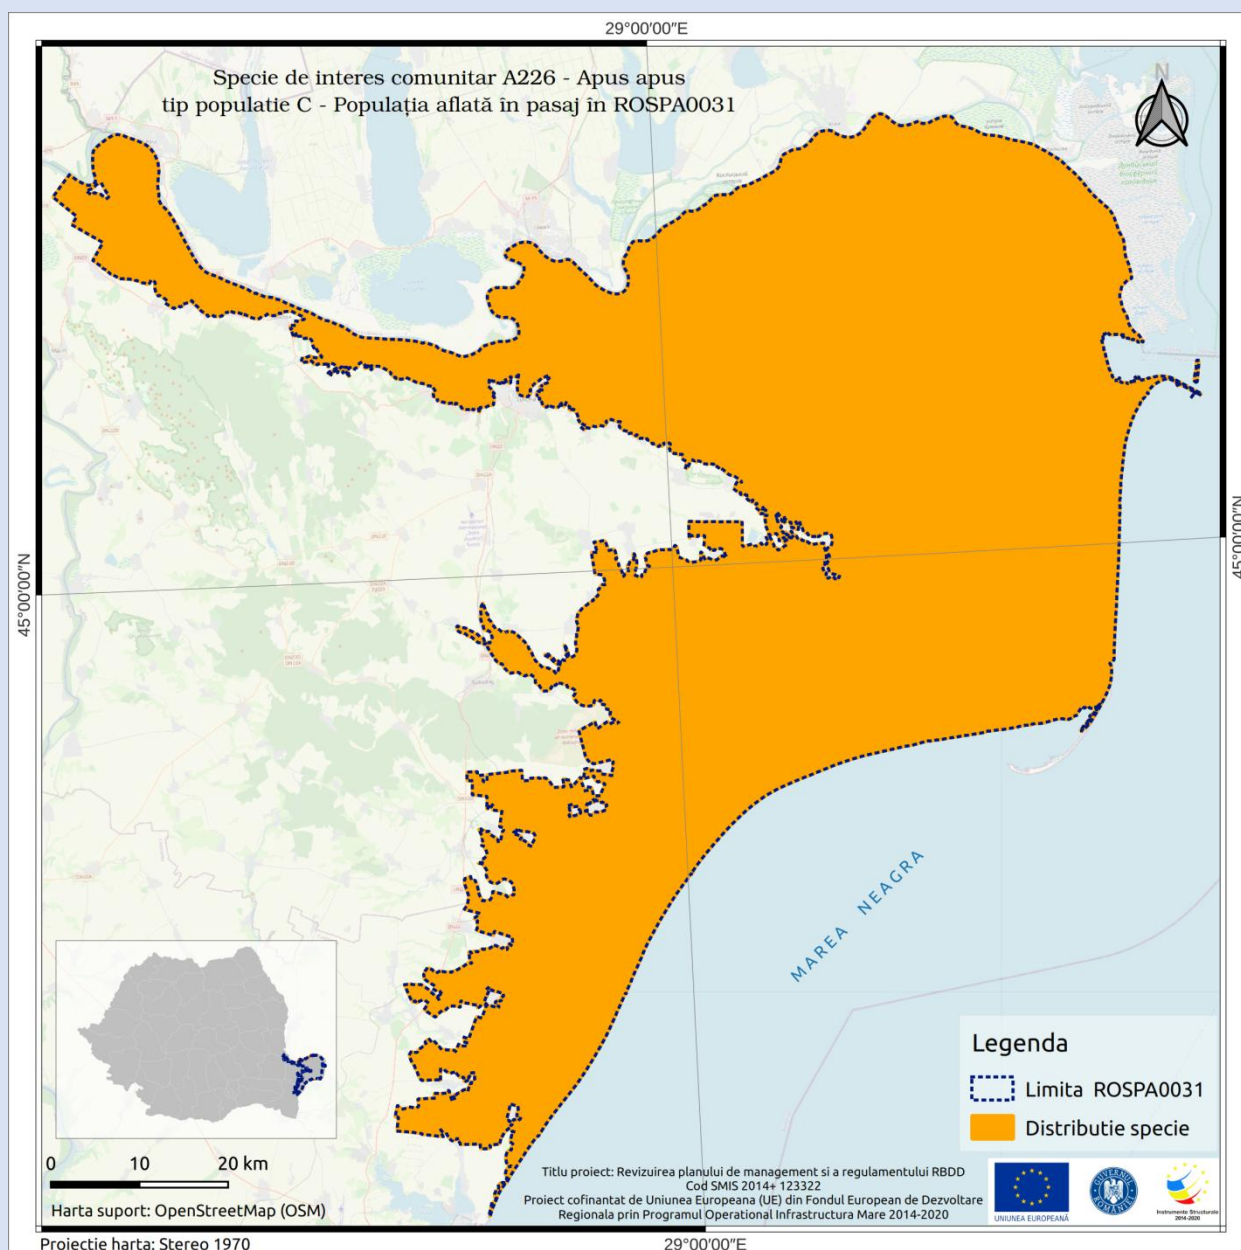 29°00'00"E
Specie de interes comunitar A226 - Apus apus
tip populatie C - Populația aflată în pasaj în ROSPA0031
N
45°00'00"N
45°00'00"N
MAREA NEAGRA
Legenda
Limita ROSPA0031
Distributie specie
0 10 20 km
Harta suport: OpenStreetMap (OSM)
Titlu proiect: Revizuirea planului de management si a regulamentului RBDD
Cod SMIS 2014+ 123322
Proiect cofinantat de Uniunea Europeana (UE) din Fondul European de Dezvoltare
Regionala prin Programul Operational Infrastructura Mare 2014-2020
UNIUNEA EUROPEANĂ
GUVERNUL ROMÂNIEI
Instrumente Structurale
2014-2020
Proiectie harta: Stereo 1970
29°00'00"E